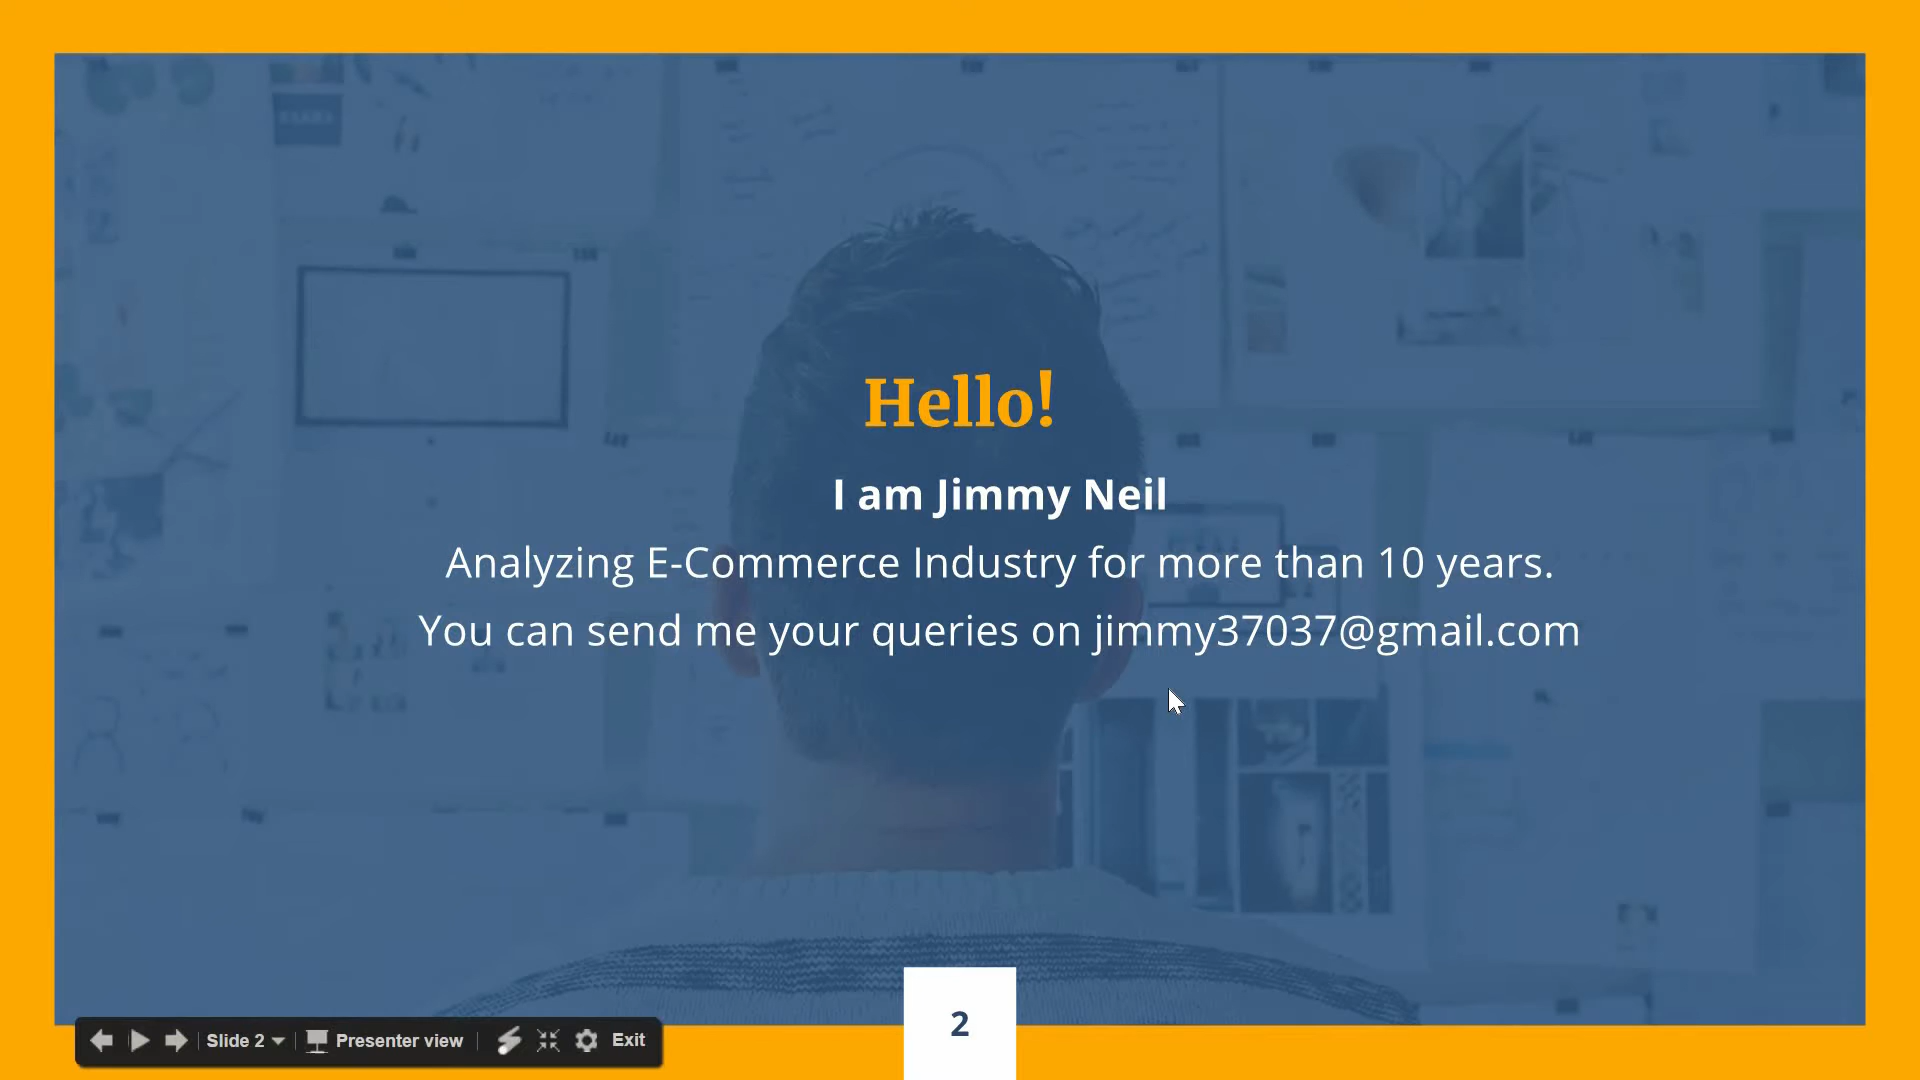 Hello!
I am Jimmy Neil
Analyzing E-Commerce Industry for more than 10 years.
You can send me your queries on jimmy37037@gmail.com
2
Slide 2
Presenter view
Exit